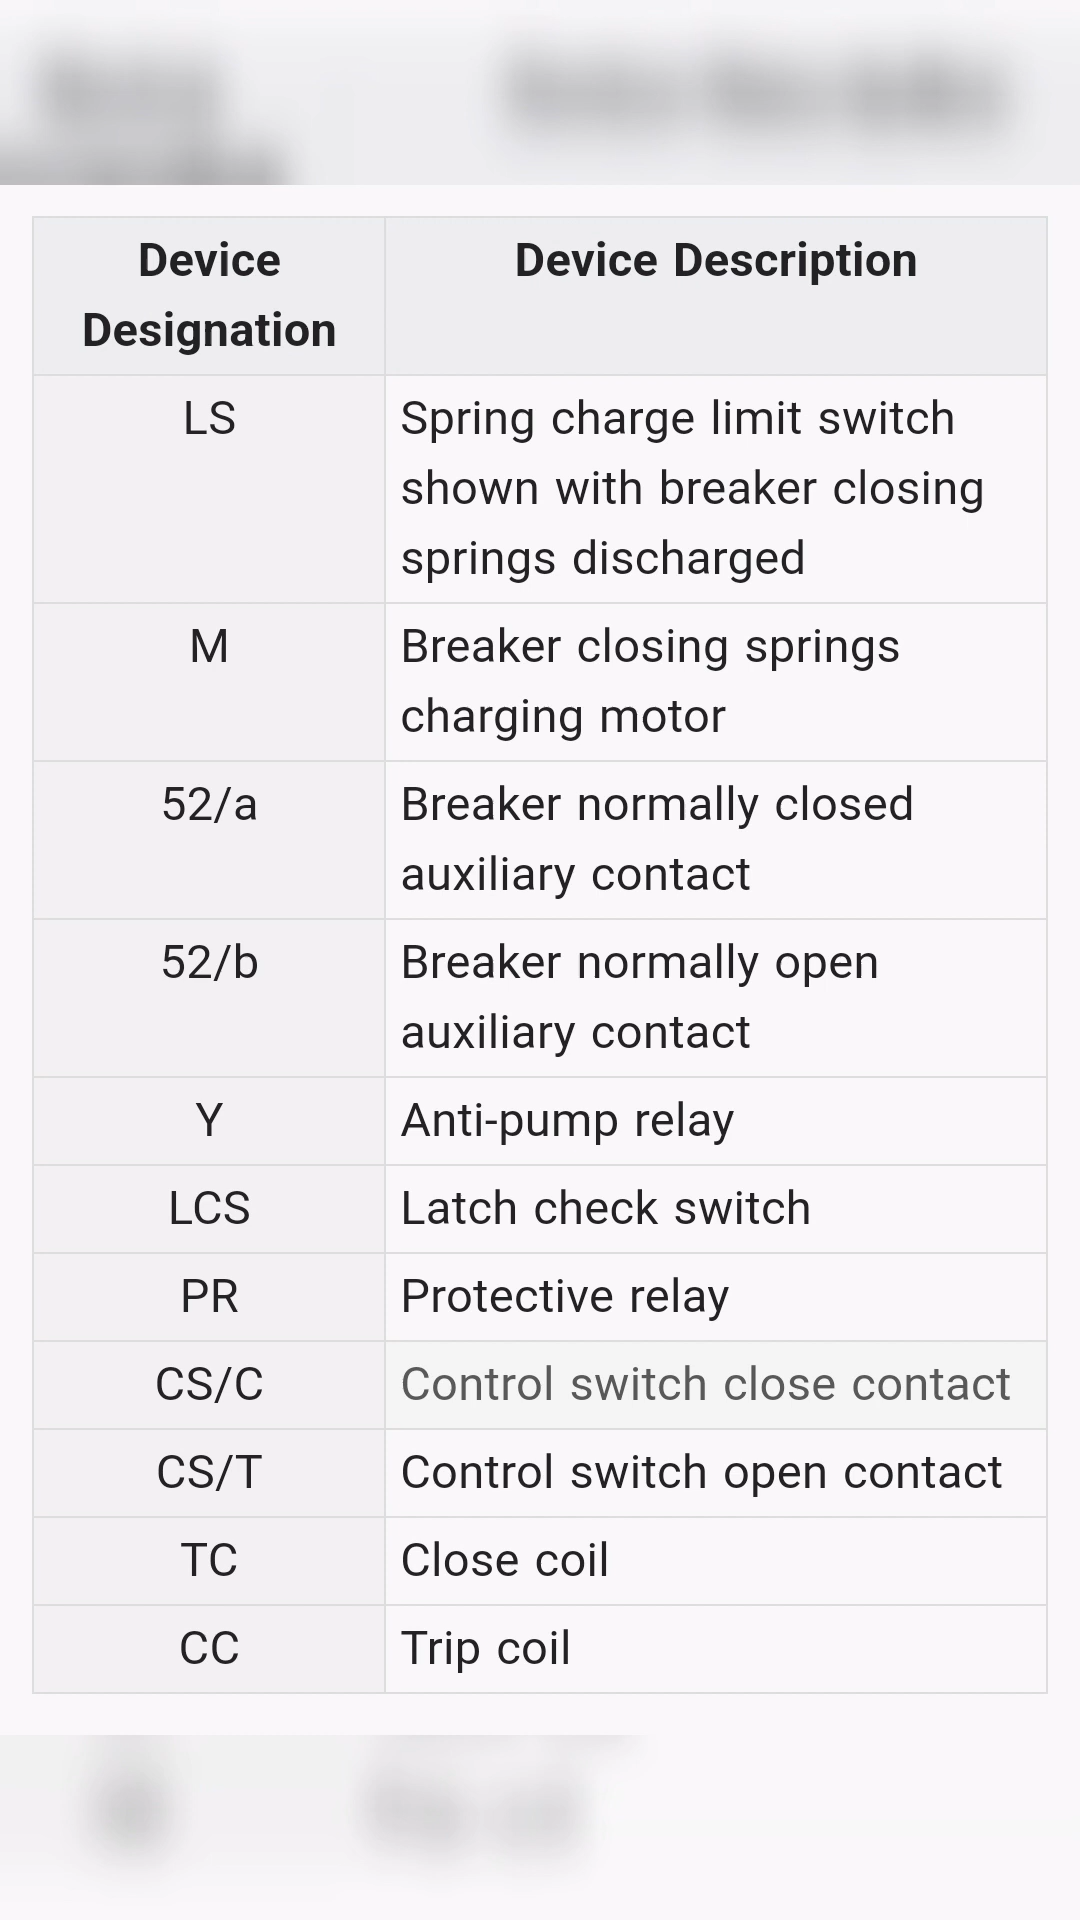 Device Designation
Device Description
LS
Spring charge limit switch
shown with breaker closing
springs discharged
M
Breaker closing springs
charging motor
52/a
Breaker normally closed
auxiliary contact
52/b
Breaker normally open
auxiliary contact
Y
Anti-pump relay
LCS
Latch check switch
PR
Protective relay
CS/C
Control switch close contact
CS/T
Control switch open contact
TC
Close coil
CC
Trip coil